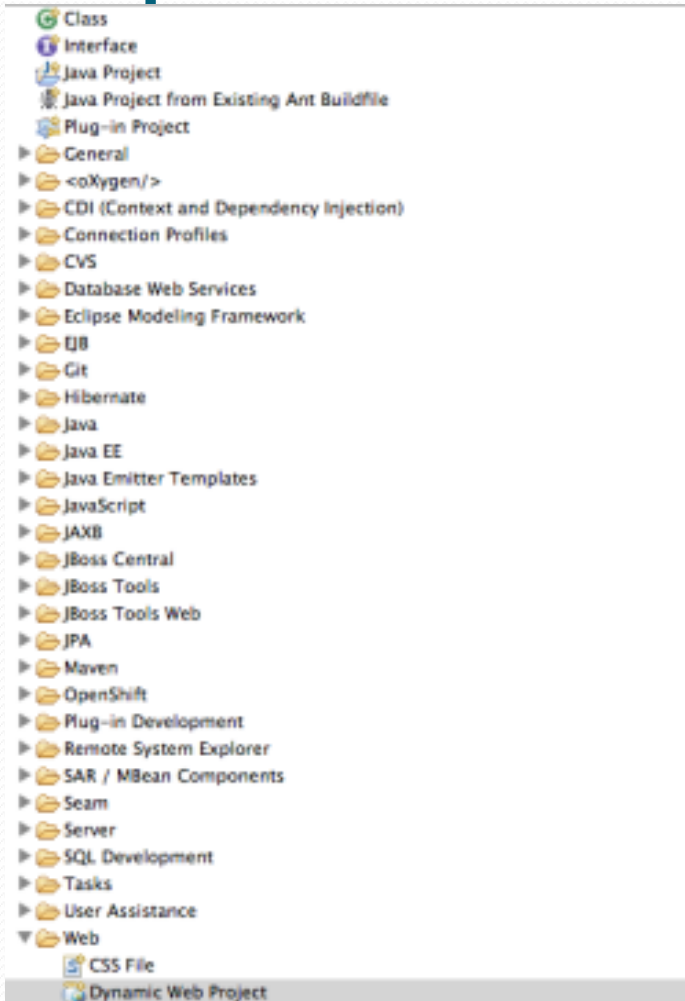 Class
Interface
Java Project
Java Project from Existing Ant Buildfile
Plug-in Project
General
<oXygen/>
CDI (Context and Dependency Injection)
Connection Profiles
CVS
Database Web Services
Eclipse Modeling Framework
EJB
Git
Hibernate
Java
Java EE
Java Emitter Templates
JavaScript
JAXB
JBoss Central
JBoss Tools
JBoss Tools Web
JPA
Maven
OpenShift
Plug-in Development
Remote System Explorer
SAR / MBean Components
Seam
Server
SQL Development
Tasks
User Assistance
Web
CSS File
Dynamic Web Project